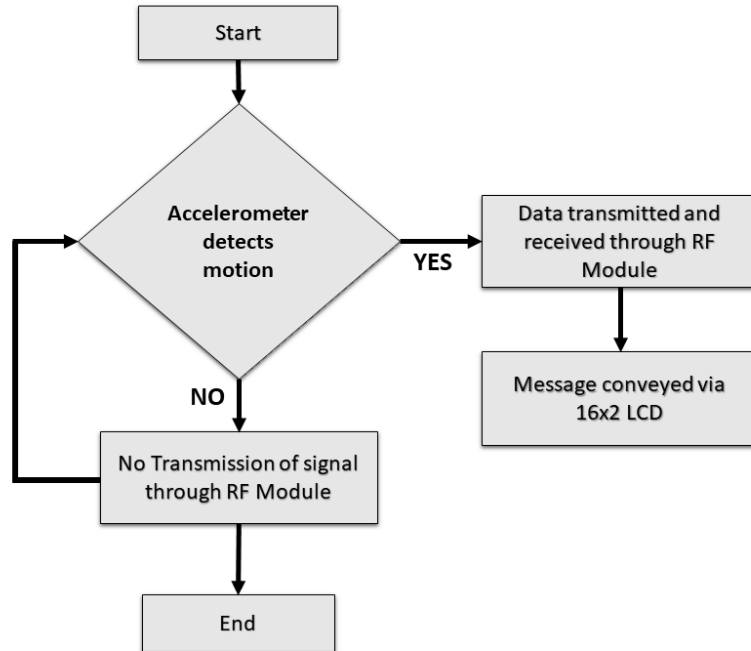 Start
Accelerometer
detects
motion
YES
Data transmitted and
received through RF
Module
Message conveyed via
16x2 LCD
NO
No Transmission of signal
through RF Module
End